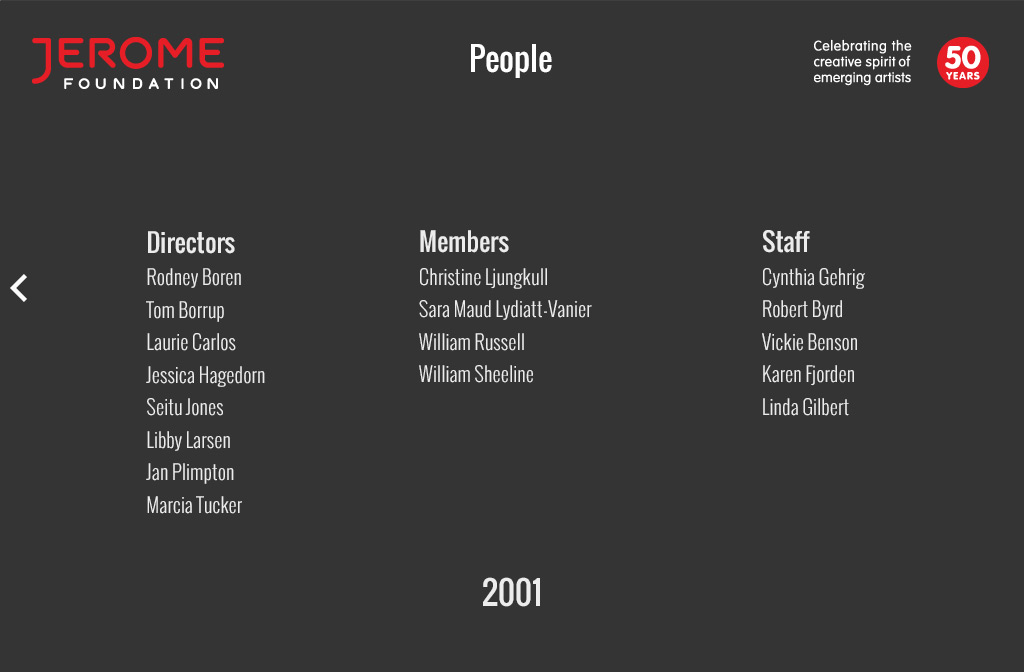 JEROME
FOUNDATION
People
Celebrating the
creative spirit of
emerging artists
50
YEARS
Directors
Rodney Boren
Tom Borrup
Laurie Carlos
Jessica Hagedorn
Seitu Jones
Libby Larsen
Jan Plimpton
Marcia Tucker
Members
Christine Ljungkull
Sara Maud Lydiatt-Vanier
William Russell
William Sheeline
Staff
Cynthia Gehrig
Robert Byrd
Vickie Benson
Karen Fjorden
Linda Gilbert
2001